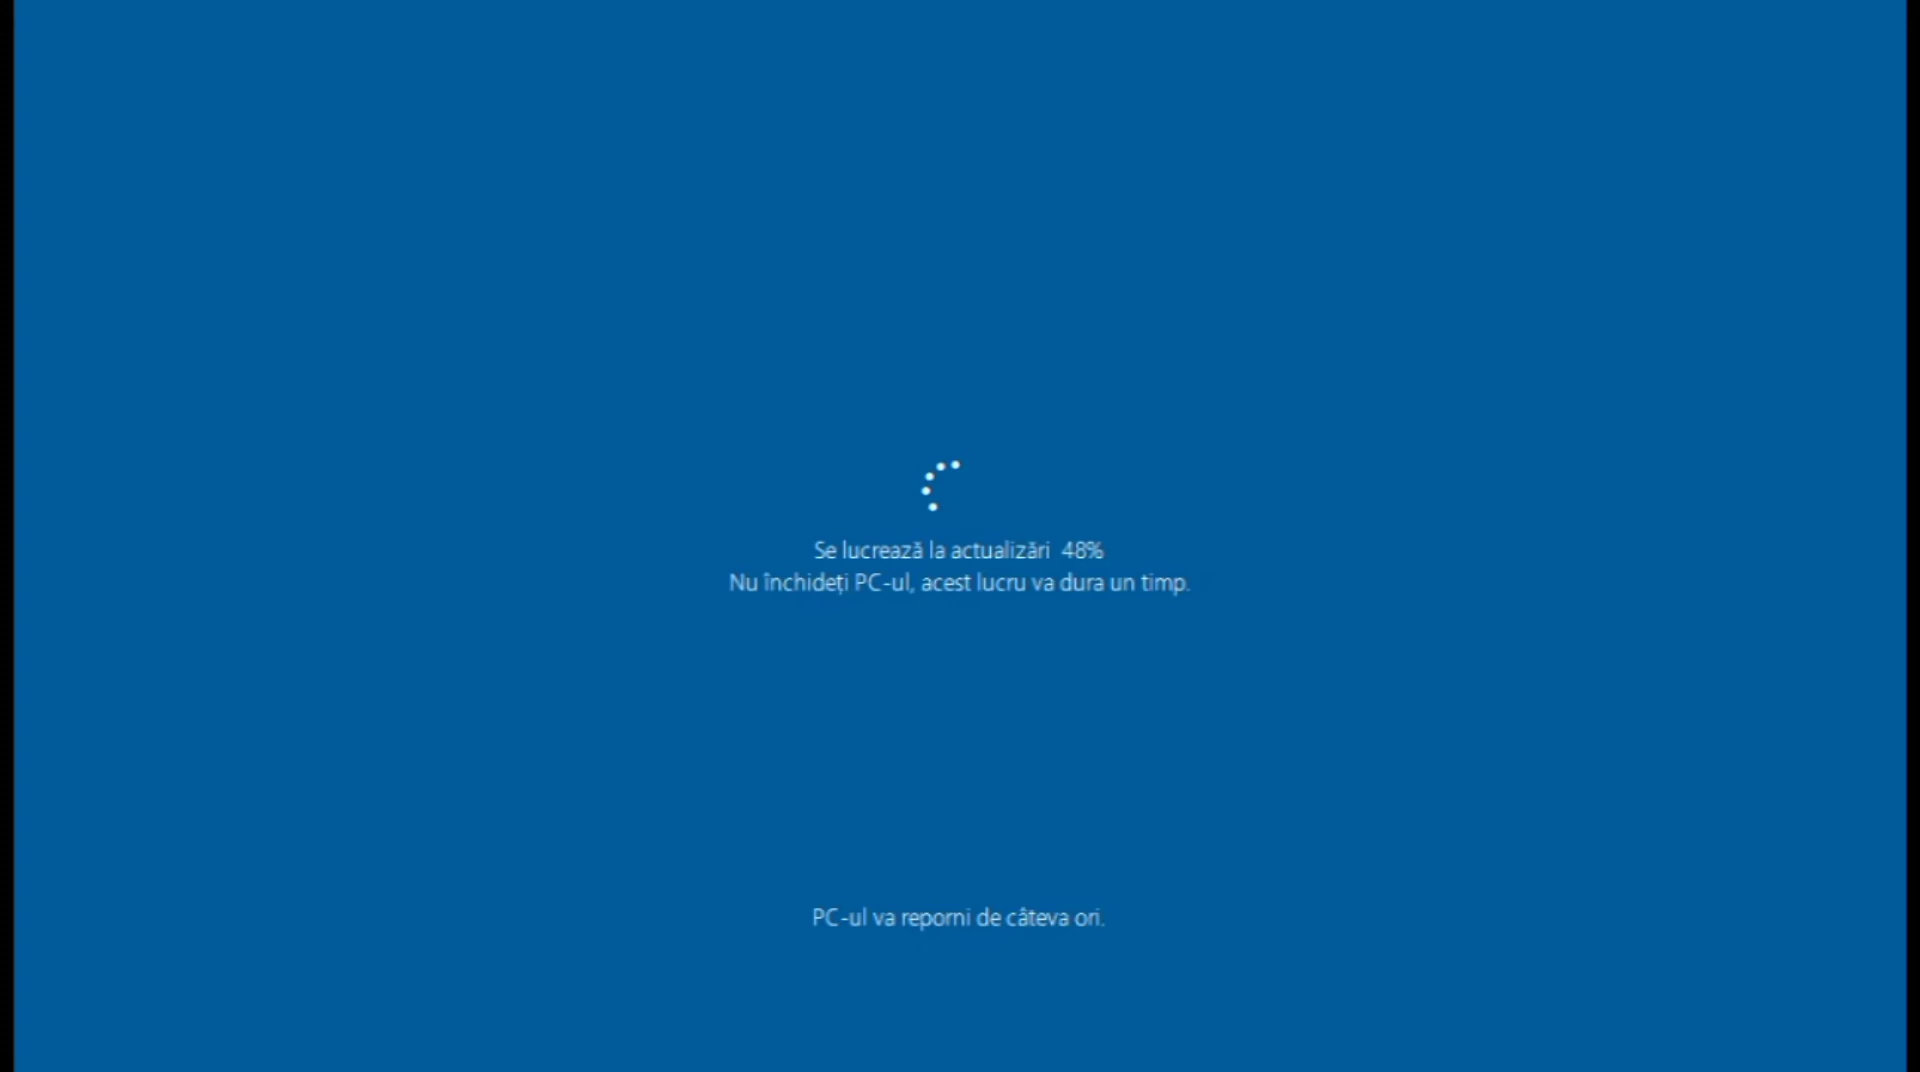 Se lucrează la actualizări  48%
Nu închideți PC-ul, acest lucru va dura un timp.
PC-ul va reporni de câteva ori.